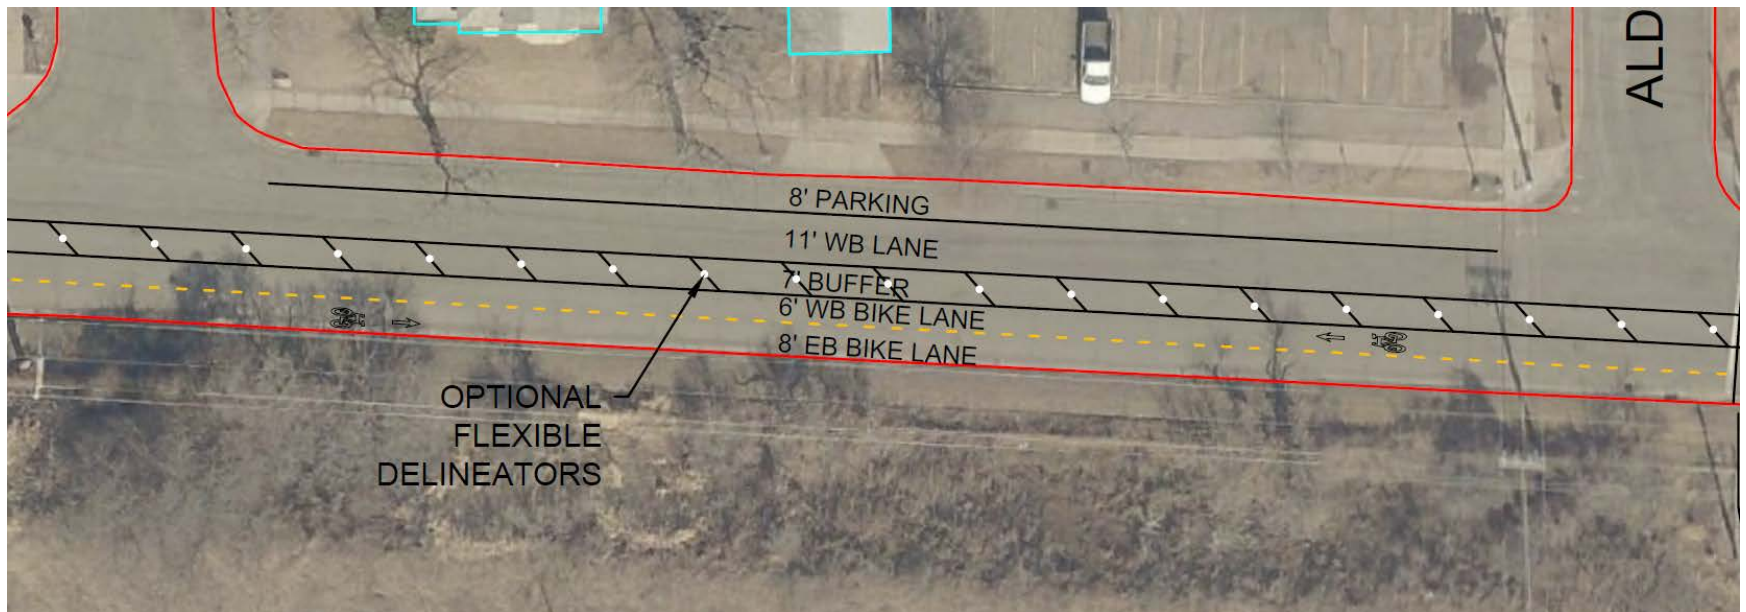 ALD
8' PARKING
11' WB LANE
7' BUFFER
6' WB BIKE LANE
8' EB BIKE LANE
OPTIONAL
FLEXIBLE
DELINEATORS